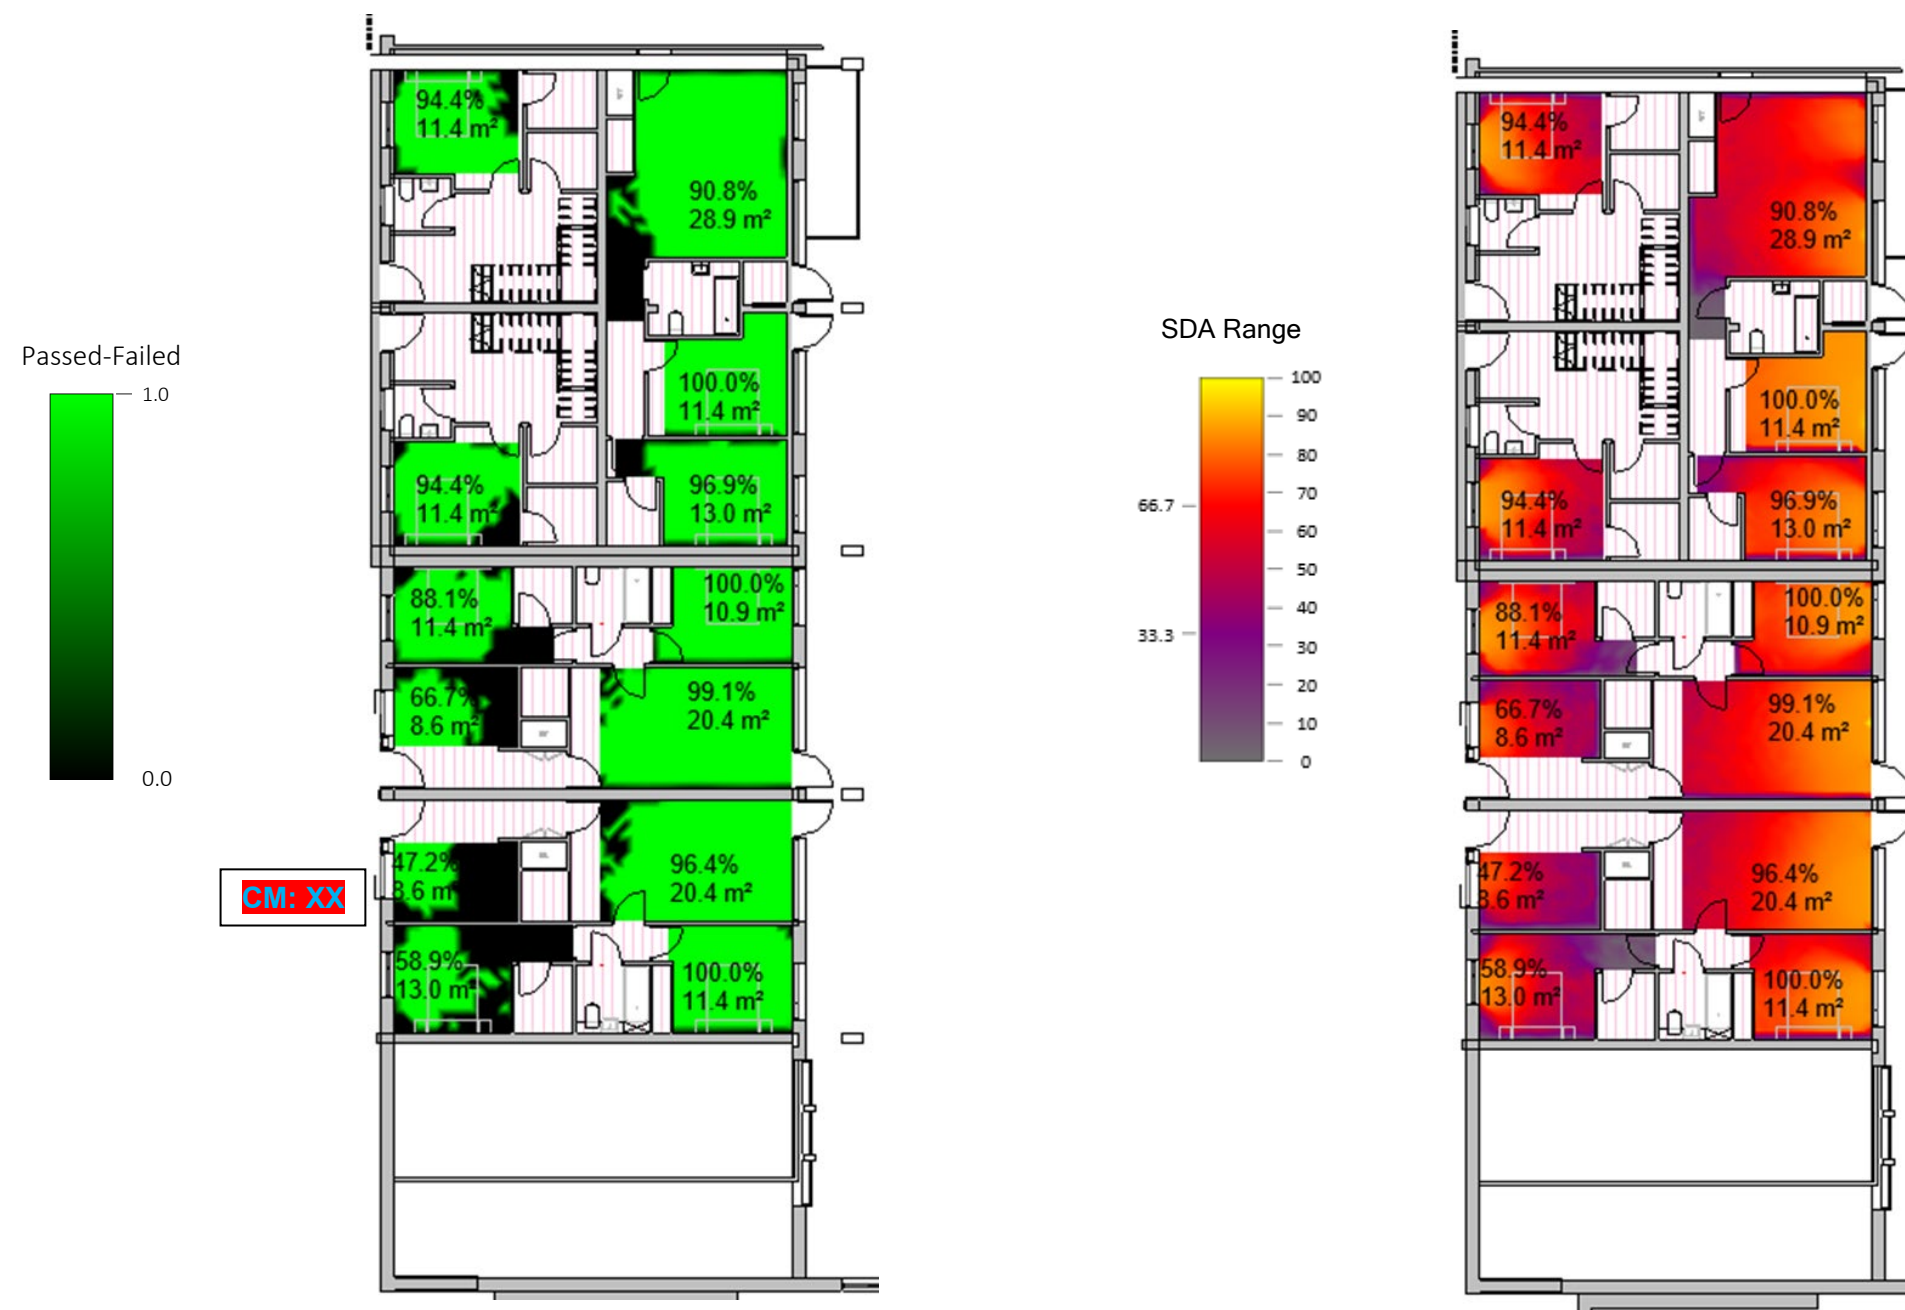 Passed-Failed
1.0
0.0
CM: XX
94.4%
11.4 m²
90.8%
28.9 m²
100.0%
11.4 m²
94.4%
11.4 m²
96.9%
13.0 m²
88.1%
11.4 m²
100.0%
10.9 m²
66.7%
8.6 m²
99.1%
20.4 m²
47.2%
8.6 m
96.4%
20.4 m²
58.9%
13.0 m²
100.0%
11.4 m²
SDA Range
100
90
80
70
66.7
60
50
40
33.3
30
20
10
0
94.4%
11.4 m²
90.8%
28.9 m²
100.0%
11.4 m²
94.4%
11.4 m²
96.9%
13.0 m²
88.1%
11.4 m²
100.0%
10.9 m²
66.7%
8.6 m²
99.1%
20.4 m²
47.2%
8.6 m²
96.4%
20.4 m²
58.9%
13.0 m²
100.0%
11.4 m²